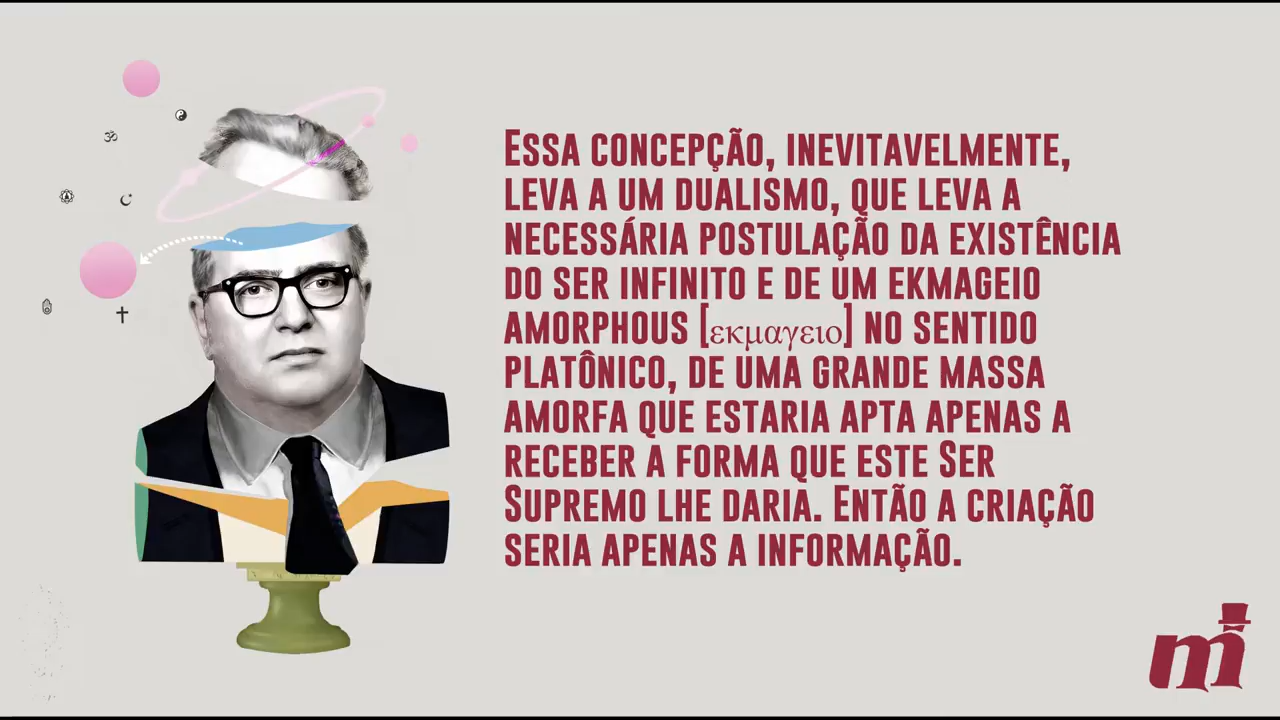 Essa concepção, inevitavelmente,
leva a um dualismo, que leva a
necessária postulação da existência
do ser infinito e de um ekmageio
amorphous [εκμαγειο] no sentido
platônico, de uma grande massa
amorfa que estaria apta apenas a
receber a forma que este Ser
Supremo lhe daria. Então a criação
seria apenas a informação.
mi